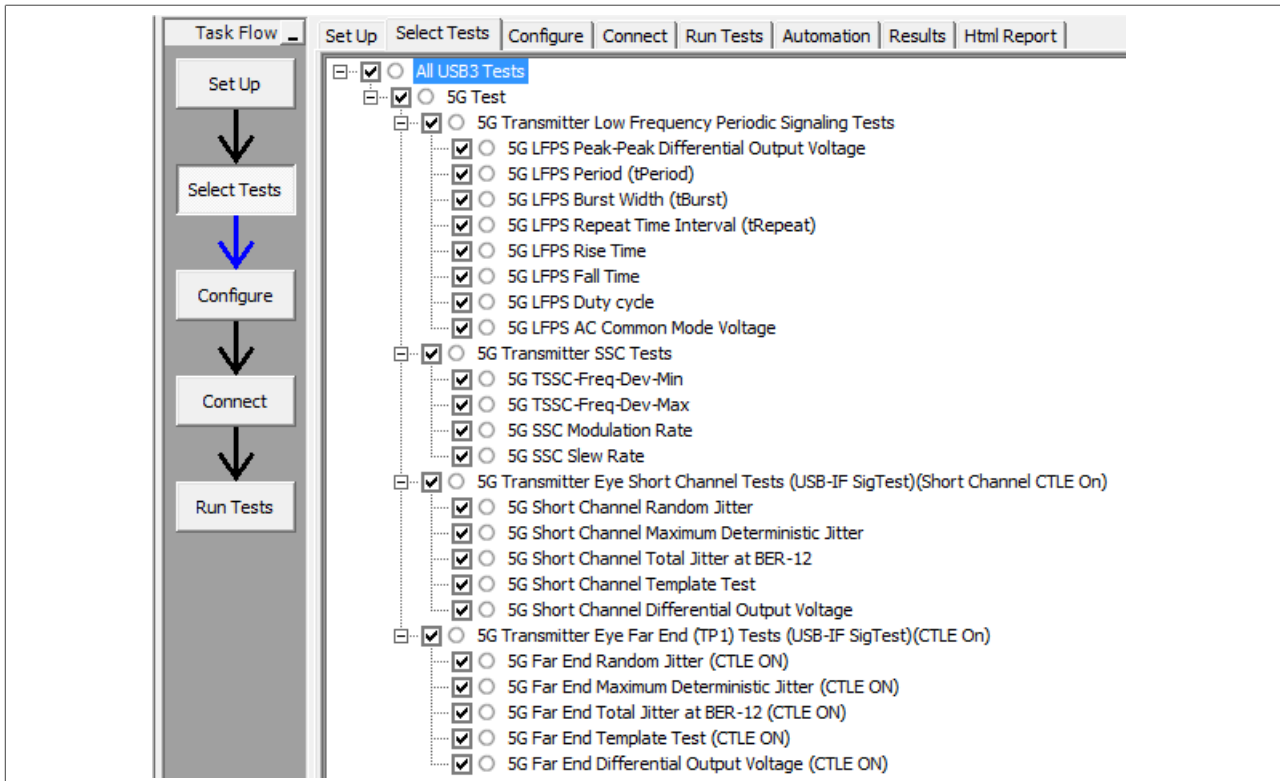 Task Flow
Set Up
Select Tests
Configure
Connect
Run Tests
Set Up Select Tests Configure Connect Run Tests Automation Results Html Report
All USB3 Tests
5G Test
5G Transmitter Low Frequency Periodic Signaling Tests
5G LFPS Peak-Peak Differential Output Voltage
5G LFPS Period (tPeriod)
5G LFPS Burst Width (tBurst)
5G LFPS Repeat Time Interval (tRepeat)
5G LFPS Rise Time
5G LFPS Fall Time
5G LFPS Duty cycle
5G LFPS AC Common Mode Voltage
5G Transmitter SSC Tests
5G TSSC-Freq-Dev-Min
5G TSSC-Freq-Dev-Max
5G SSC Modulation Rate
5G SSC Slew Rate
5G Transmitter Eye Short Channel Tests (USB-IF SigTest)(Short Channel CTLE On)
5G Short Channel Random Jitter
5G Short Channel Maximum Deterministic Jitter
5G Short Channel Total Jitter at BER-12
5G Short Channel Template Test
5G Short Channel Differential Output Voltage
5G Transmitter Eye Far End (TP1) Tests (USB-IF SigTest)(CTLE On)
5G Far End Random Jitter (CTLE ON)
5G Far End Maximum Deterministic Jitter (CTLE ON)
5G Far End Total Jitter at BER-12 (CTLE ON)
5G Far End Template Test (CTLE ON)
5G Far End Differential Output Voltage (CTLE ON)